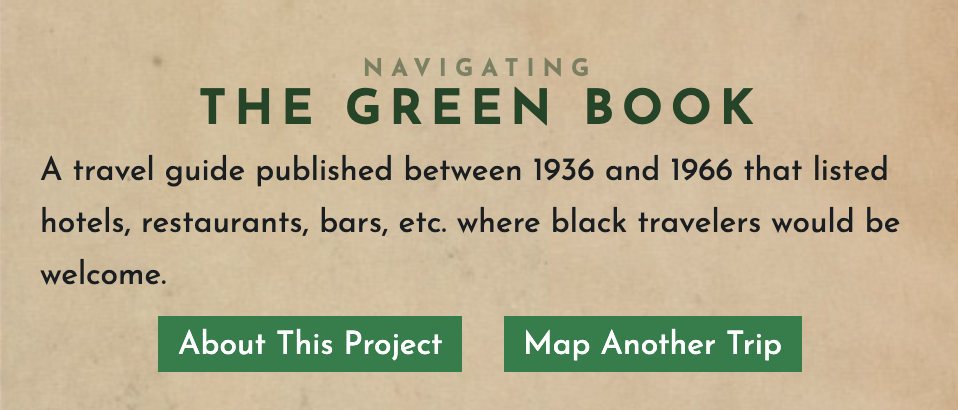 NAVIGATING
THE GREEN BOOK
A travel guide published between 1936 and 1966 that listed
hotels, restaurants, bars, etc. where black travelers would be
welcome.
About This Project
Map Another Trip